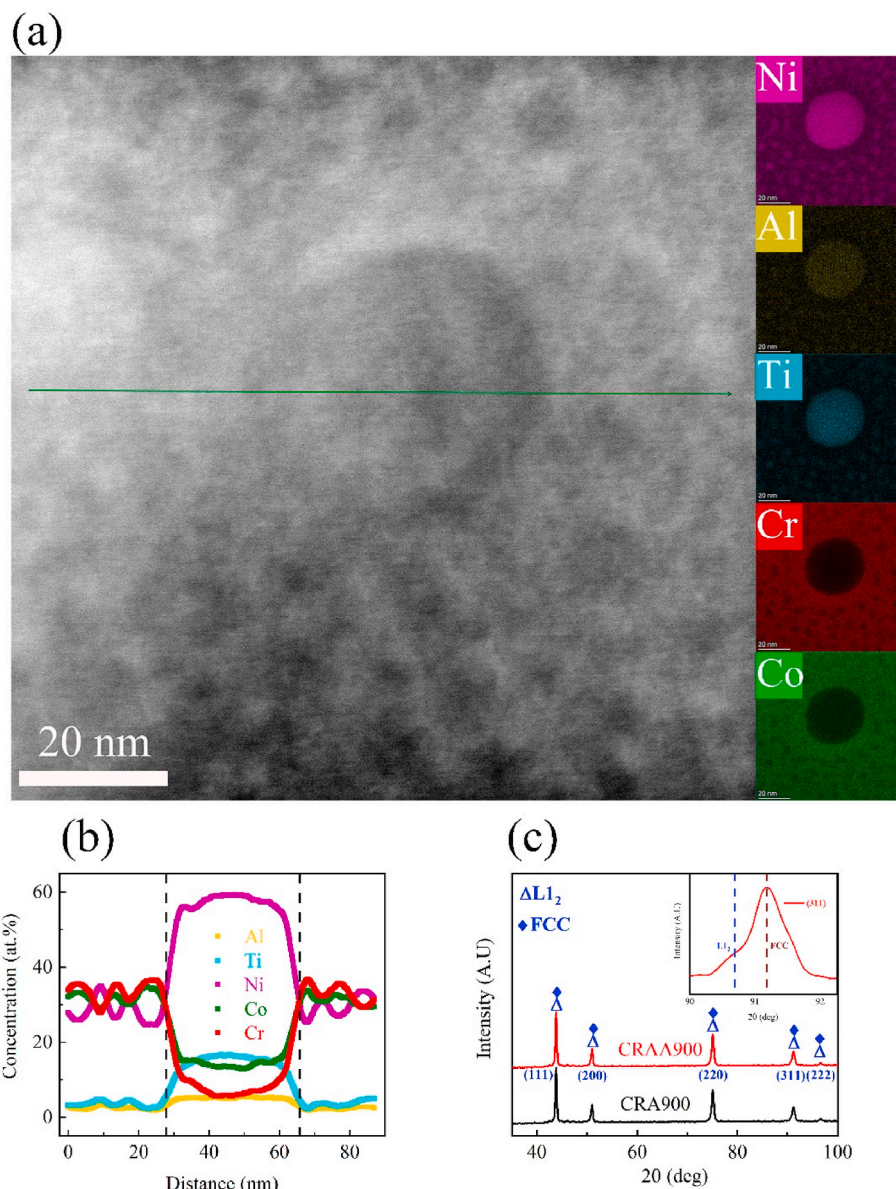 (a)
Ni
20 nm
Al
20 nm
Ti
20 nm
Cr
20 nm
Co
20 nm
20 nm
(b)
Concentration (at.%)
60
40
20
0
Al
Ti
Ni
Co
Cr
0 20 40 60 80
Distance (nm)
(c)
Intensity (A.U)
ΔL1₂
◆FCC
Intensity (A.U.)
(311)
L1₂
FCC
90 91 92
2θ (deg)
CRAA900
(111) (200) (220) (311) (222)
CRA900
40 60 80 100
2θ (deg)